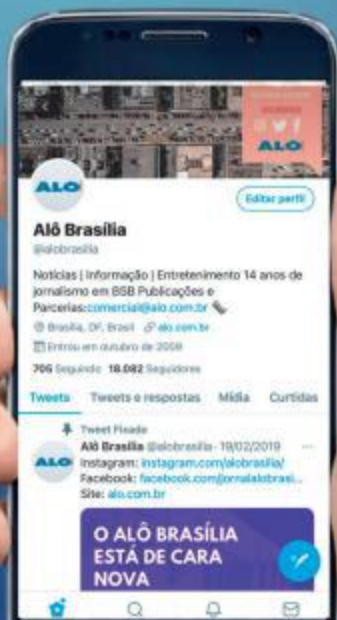 ALO
ALO
Editar perfil
Alô Brasília
@alobrasilia
Notícias | Informação | Entretenimento 14 anos de
jornalismo em BSB Publicações e
Parcerias:comercial@alo.com.br
Brasília, DF, Brasil alo.com.br
Entrou em outubro de 2009
705 Seguindo 18.082 Seguidores
Tweets Tweets e respostas Mídia Curtidas
Tweet Fixado
Alô Brasília @alobrasilia · 19/02/2019
ALO
Instagram: instagram.com/alobrasilia/
Facebook: facebook.com/jornalalobrasi...
Site: alo.com.br
O ALÔ BRASÍLIA
ESTÁ DE CARA
NOVA